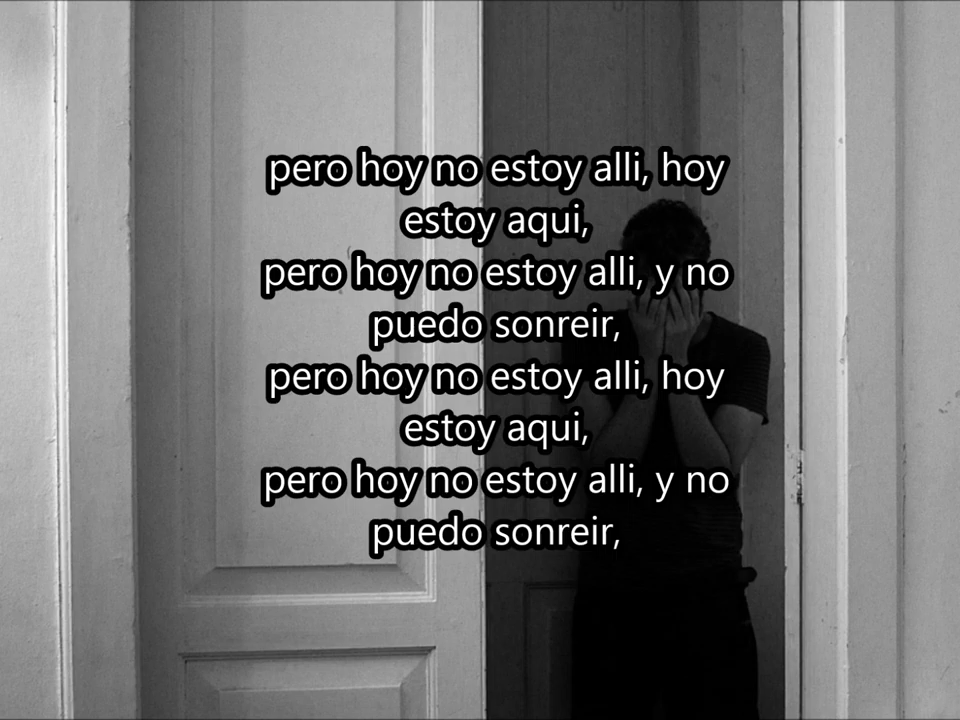 pero hoy no estoy alli, hoy
estoy aqui,
pero hoy no estoy alli, y no
puedo sonreir,
pero hoy no estoy alli, hoy
estoy aqui,
pero hoy no estoy alli, y no
puedo sonreir,